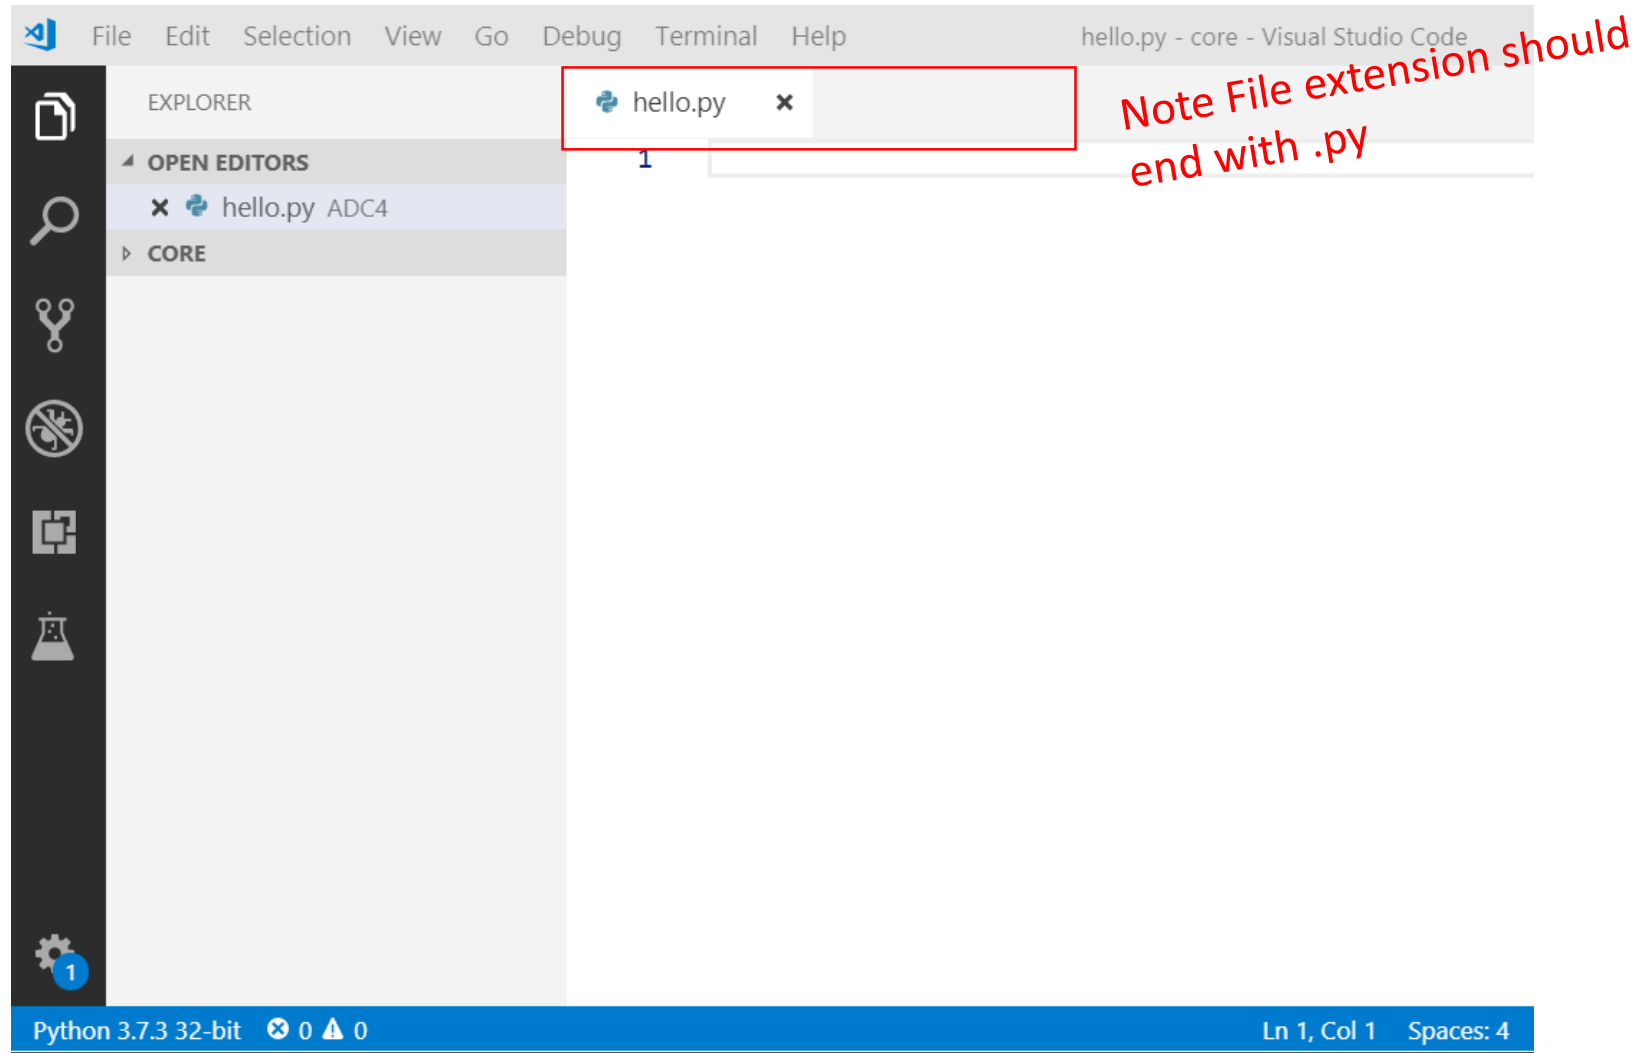 File Edit Selection View Go Debug Terminal Help hello.py - core - Visual Studio Code
Note File extension should
end with .py
EXPLORER
hello.py
OPEN EDITORS
1
hello.py ADC4
CORE
1
Python 3.7.3 32-bit 0 0 Ln 1, Col 1 Spaces: 4